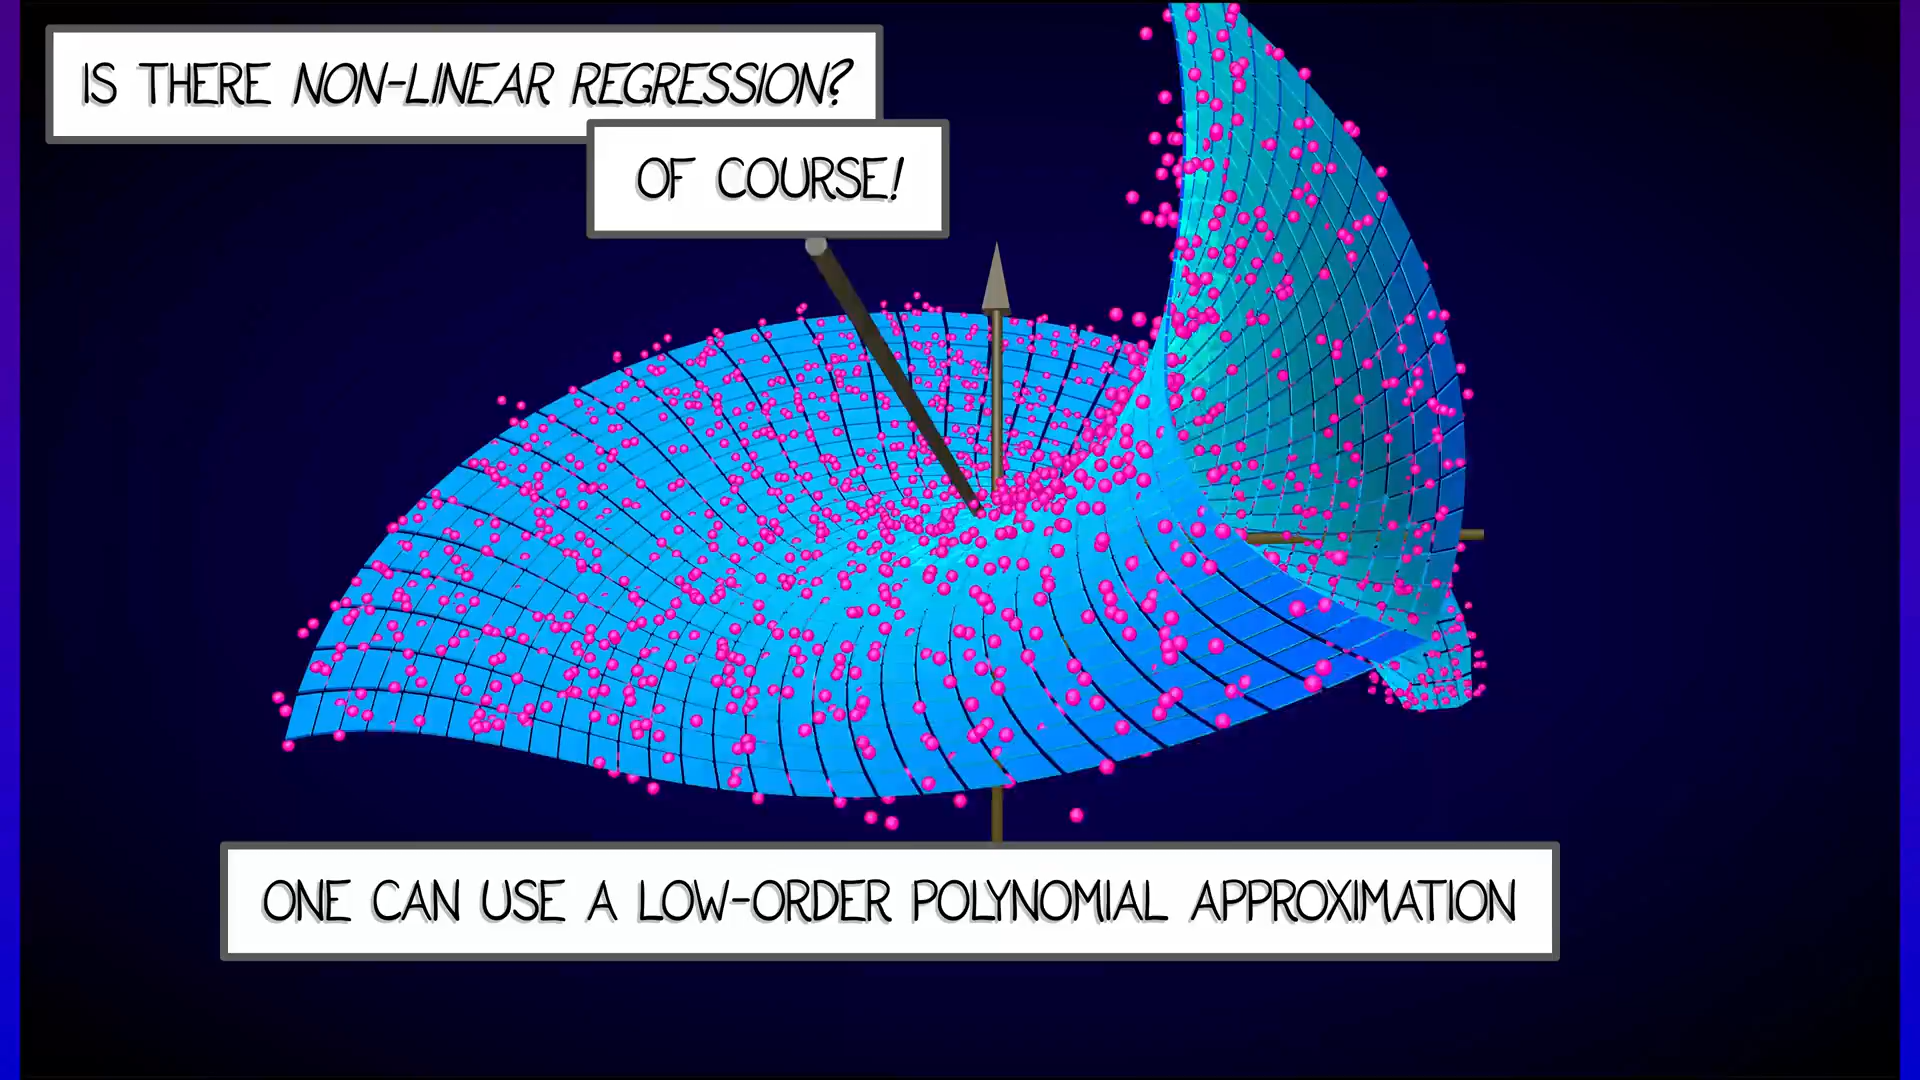 IS THERE NON-LINEAR REGRESSION?
OF COURSE!
ONE CAN USE A LOW-ORDER POLYNOMIAL APPROXIMATION